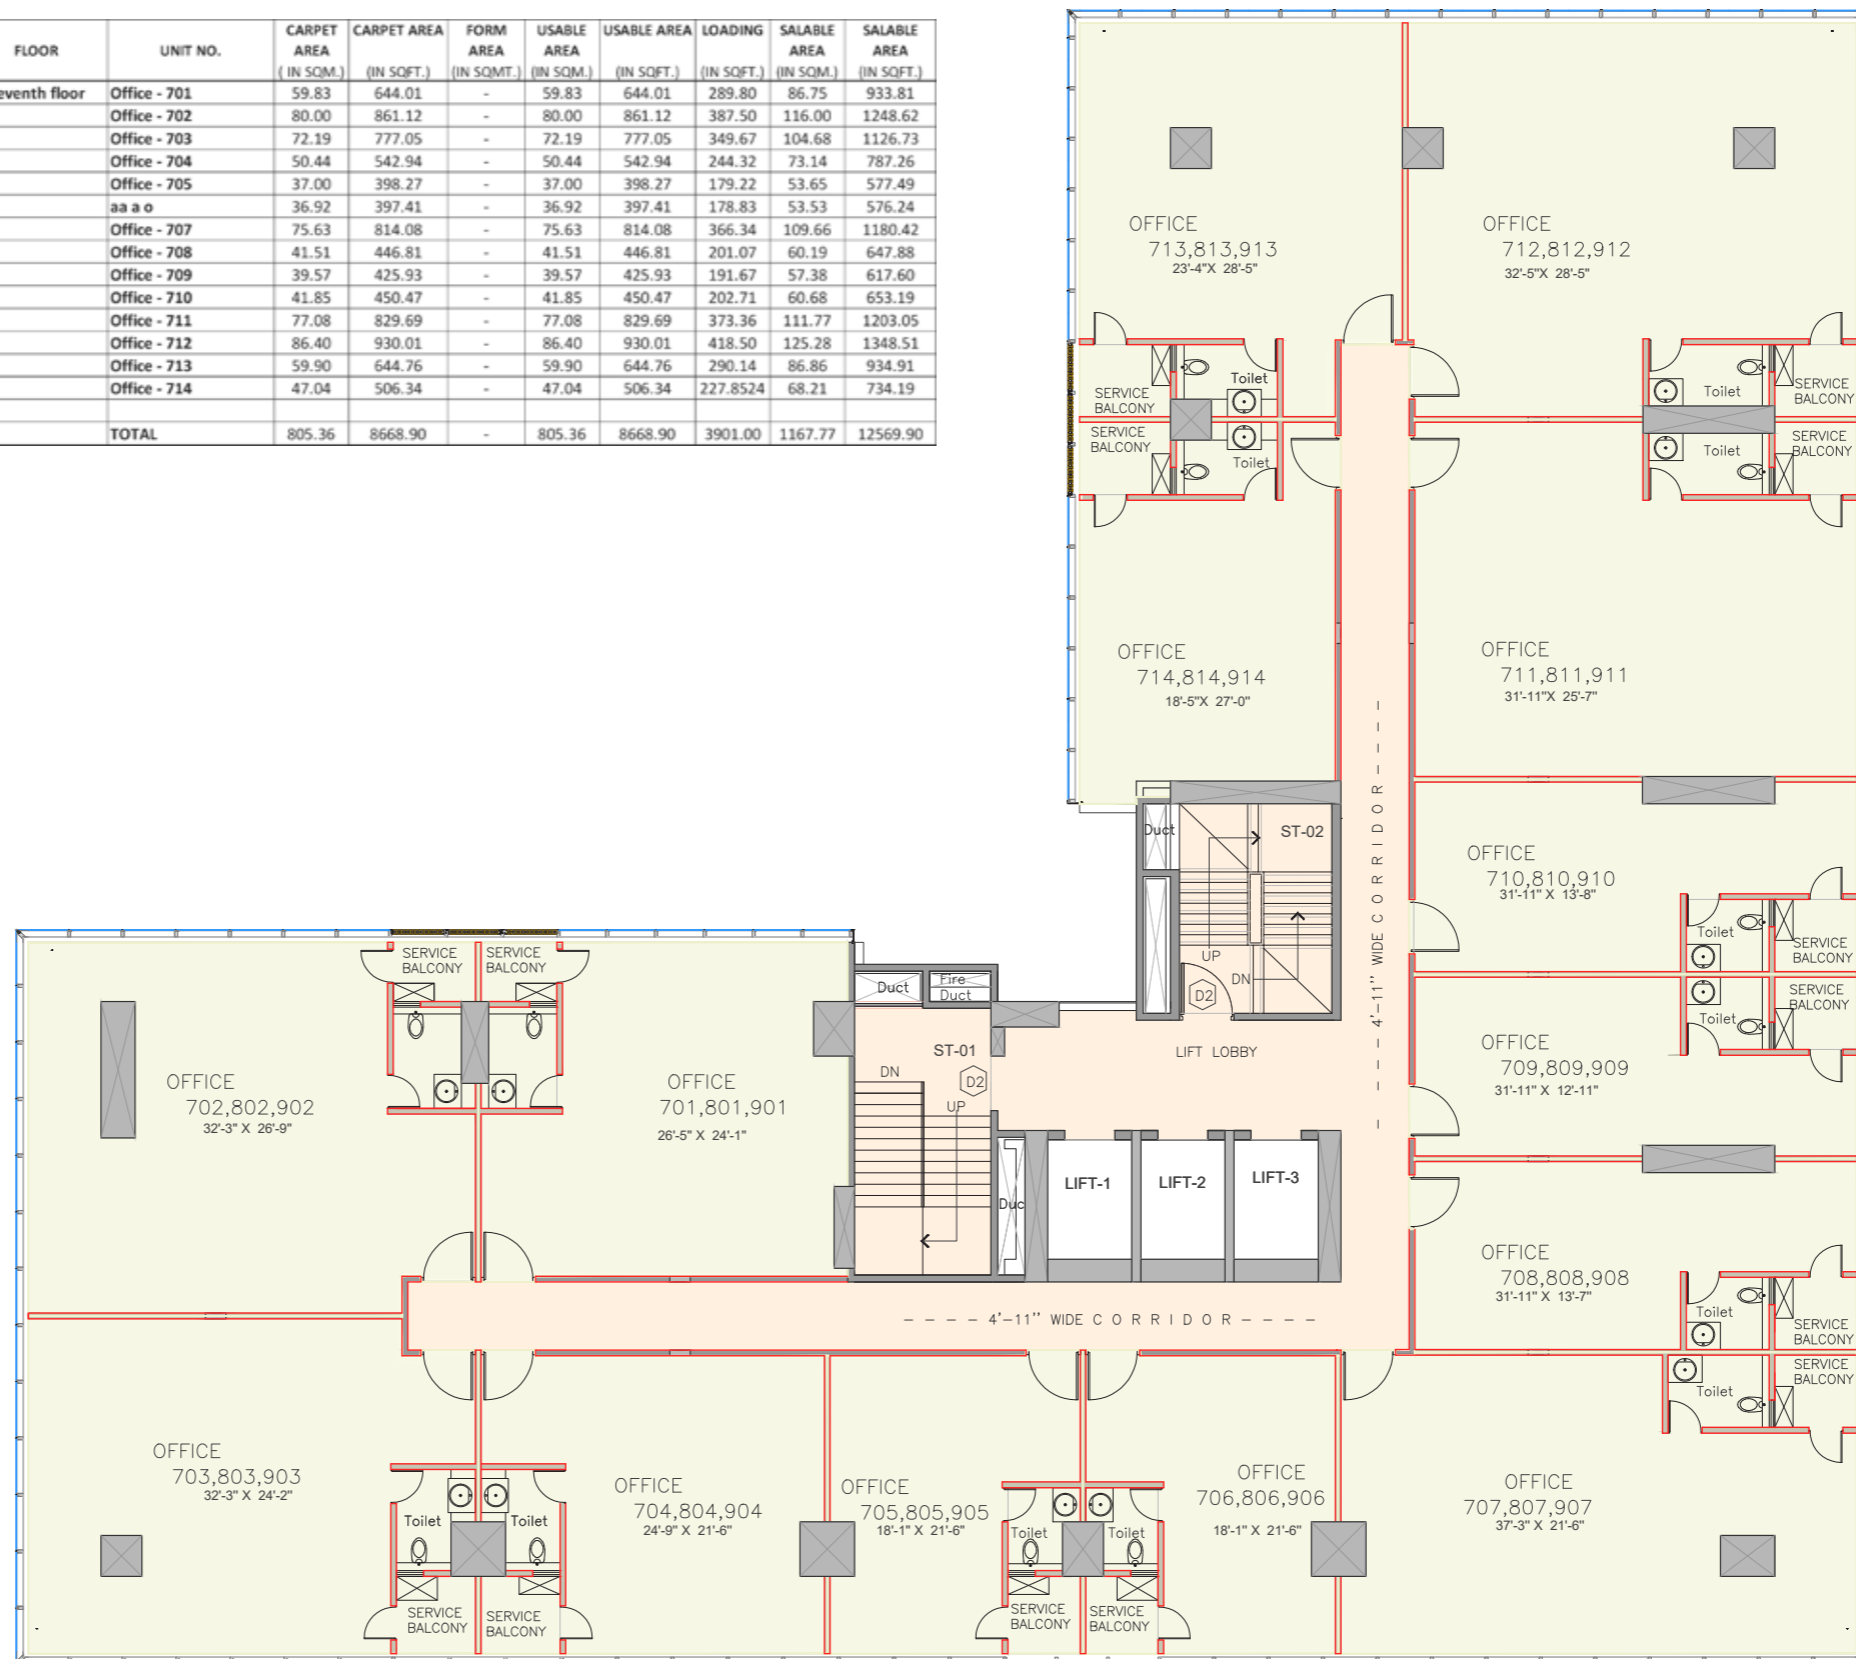 FLOOR UNIT NO. CARPET AREA ( IN SQM.) CARPET AREA (IN SQFT.) FORM AREA (IN SQMT.) USABLE AREA (IN SQM.) USABLE AREA (IN SQFT.) LOADING (IN SQFT.) SALABLE AREA (IN SQM.) SALABLE AREA (IN SQFT.)
eventh floor Office - 701 59.83 644.01 - 59.83 644.01 289.80 86.75 933.81
Office - 702 80.00 861.12 - 80.00 861.12 387.50 116.00 1248.62
Office - 703 72.19 777.05 - 72.19 777.05 349.67 104.68 1126.73
Office - 704 50.44 542.94 - 50.44 542.94 244.32 73.14 787.26
Office - 705 37.00 398.27 - 37.00 398.27 179.22 53.65 577.49
aa a o 36.92 397.41 - 36.92 397.41 178.83 53.53 576.24
Office - 707 75.63 814.08 - 75.63 814.08 366.34 109.66 1180.42
Office - 708 41.51 446.81 - 41.51 446.81 201.07 60.19 647.88
Office - 709 39.57 425.93 - 39.57 425.93 191.67 57.38 617.60
Office - 710 41.85 450.47 - 41.85 450.47 202.71 60.68 653.19
Office - 711 77.08 829.69 - 77.08 829.69 373.36 111.77 1203.05
Office - 712 86.40 930.01 - 86.40 930.01 418.50 125.28 1348.51
Office - 713 59.90 644.76 - 59.90 644.76 290.14 86.86 934.91
Office - 714 47.04 506.34 - 47.04 506.34 227.8524 68.21 734.19
TOTAL 805.36 8668.90 - 805.36 8668.90 3901.00 1167.77 12569.90
OFFICE
713,813,913
23'-4"X 28'-5"
OFFICE
712,812,912
32'-5"X 28'-5"
SERVICE
BALCONY
Toilet
Toilet
SERVICE
BALCONY
SERVICE
BALCONY
Toilet
Toilet
SERVICE
BALCONY
OFFICE
714,814,914
18'-5"X 27'-0"
OFFICE
711,811,911
31'-11"X 25'-7"
Duct
ST-02
UP
DN
D2
4'-11" WIDE CORRIDOR
OFFICE
710,810,910
31'-11" X 13'-8"
Toilet
SERVICE
BALCONY
Toilet
SERVICE
BALCONY
OFFICE
709,809,909
31'-11" X 12'-11"
SERVICE
BALCONY
SERVICE
BALCONY
Duct
Fire
Duct
ST-01
D2
DN
UP
LIFT LOBBY
OFFICE
702,802,902
32'-3" X 26'-9"
OFFICE
701,801,901
26'-5" X 24'-1"
Duc
LIFT-1
LIFT-2
LIFT-3
OFFICE
708,808,908
31'-11" X 13'-7"
Toilet
SERVICE
BALCONY
4'-11" WIDE CORRIDOR
Toilet
SERVICE
BALCONY
OFFICE
703,803,903
32'-3" X 24'-2"
Toilet
Toilet
SERVICE
BALCONY
SERVICE
BALCONY
OFFICE
704,804,904
24'-9" X 21'-6"
OFFICE
705,805,905
18'-1" X 21'-6"
Toilet
Toilet
SERVICE
BALCONY
SERVICE
BALCONY
OFFICE
706,806,906
18'-1" X 21'-6"
OFFICE
707,807,907
37'-3" X 21'-6"